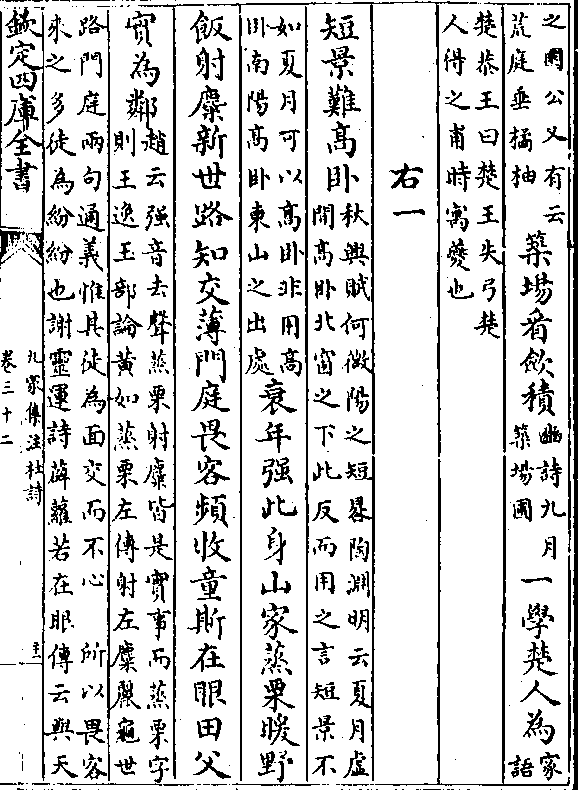 之圃公又有云荒庭垂橘柚築場看斂積豳詩九月築場圃一學楚人為家語
楚恭王曰楚王失弓楚人得之甫時寓夔也
右一
短景難高臥秋興賦何微陽之短晷陶淵明云夏月虛閒高臥北窗之下此反而用之言短景不
如夏月可以高臥非用高臥南陽高臥東山之出處衰年强此身山家蒸栗暖野
飯射麋新世路知交薄門庭畏客頻牧童斯在眼田父
實為鄰趙云强音去聲蒸栗射麋皆是實事而蒸栗字則王逸玉部論黃如蒸栗左傳射左麋麗龜世
路門庭兩句通義惟其徒為面交而不心所以畏客來之多徒為紛紛也謝靈運詩薜蘿若在眼傳云與天
欽定四庫全書
九家集注杜詩
卷三十二